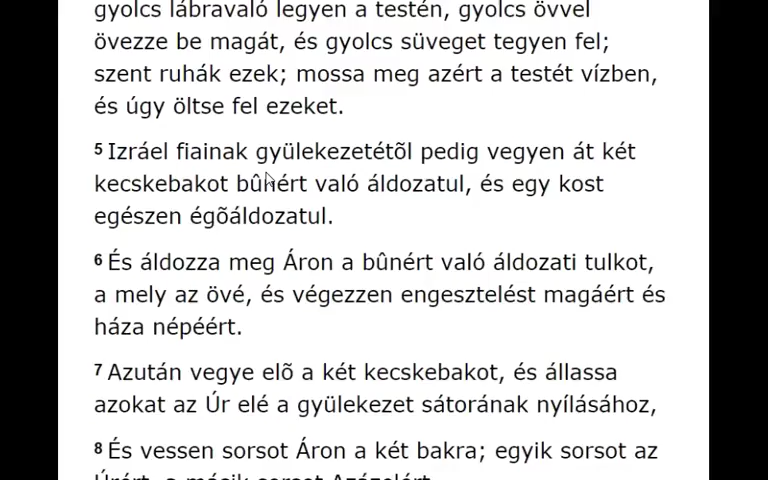 gyolcs lábravaló legyen a testén, gyolcs övvel
övezze be magát, és gyolcs süveget tegyen fel;
szent ruhák ezek; mossa meg azért a testét vízben,
és úgy öltse fel ezeket.
5 Izráel fiainak gyülekezetétõl pedig vegyen át két
kecskebakot bûnért való áldozatul, és egy kost
egészen égõáldozatul.
6 És áldozza meg Áron a bûnért való áldozati tulkot,
a mely az övé, és végezzen engesztelést magáért és
háza népéért.
7 Azután vegye elõ a két kecskebakot, és állassa
azokat az Úr elé a gyülekezet sátorának nyílásához,
8 És vessen sorsot Áron a két bakra; egyik sorsot az
Úrért, a másik sorsot Azázelért.